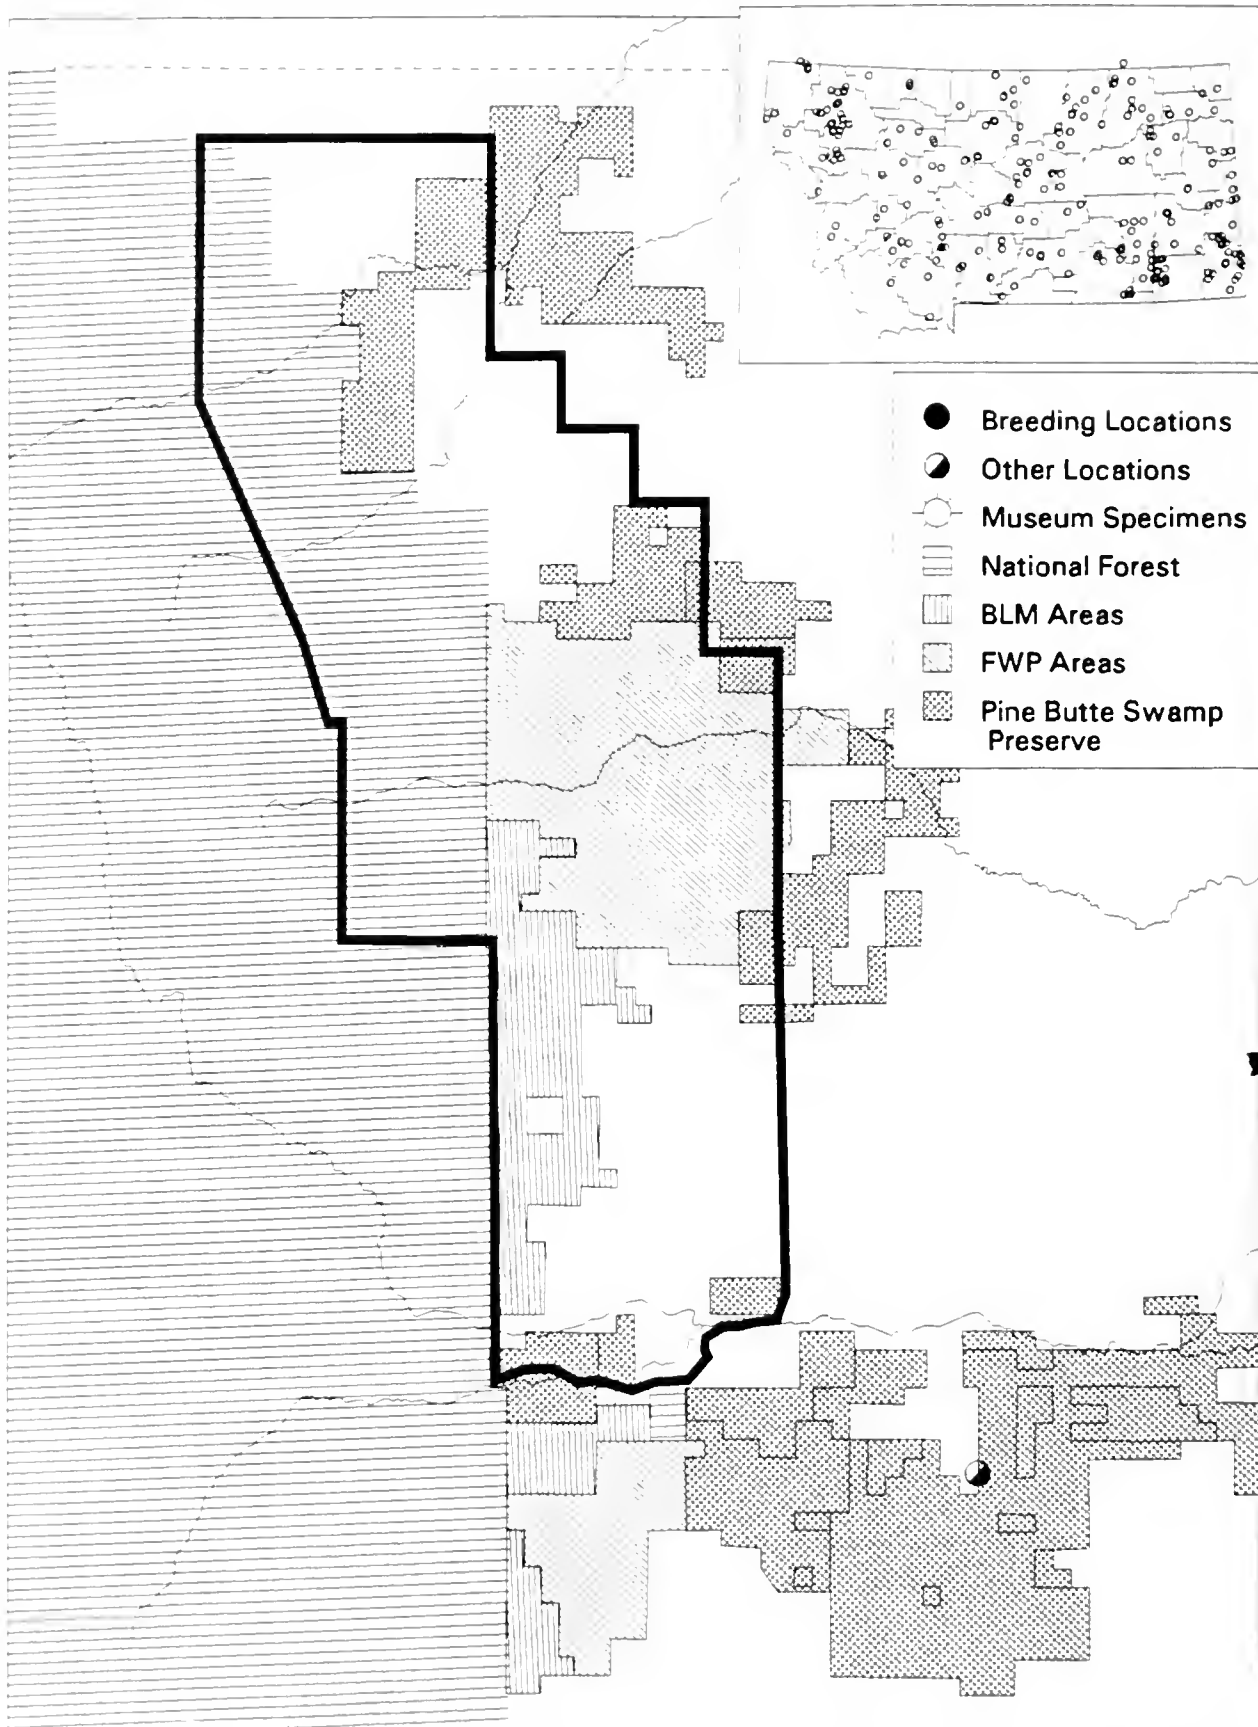 Breeding Locations
Other Locations
Museum Specimens
National Forest
BLM Areas
FWP Areas
Pine Butte Swamp
Preserve